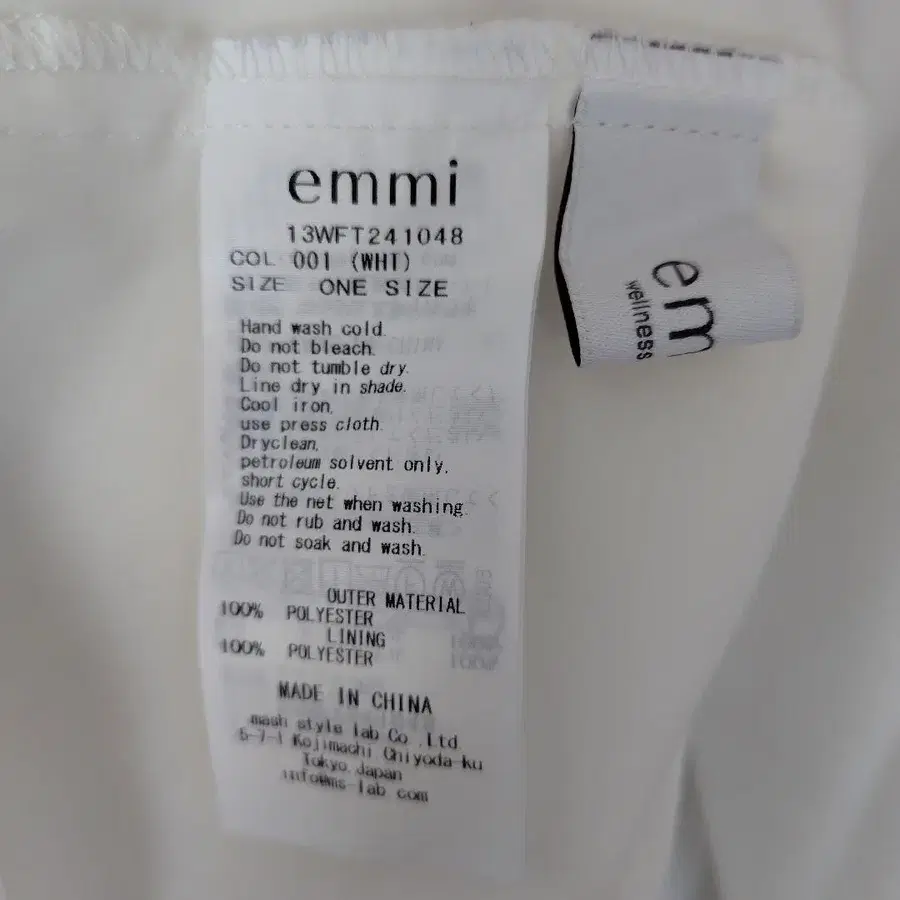 emmi
13WFT241048
COL 001 (WHT)
SIZE ONE SIZE
Hand wash cold.
Do not bleach.
Do not tumble dry.
Line dry in shade.
Cool iron,
use press cloth.
Dryclean,
petroleum solvent only,
short cycle.
Use the net when washing.
Do not rub and wash.
Do not soak and wash.
OUTER MATERIAL
100% POLYESTER
LINING
100% POLYESTER
MADE IN CHINA
mash style lab Co.,Ltd.
5-7-1 Kojimachi Chiyoda-ku
Tokyo, Japan
info@ms-lab.com
em
wellness